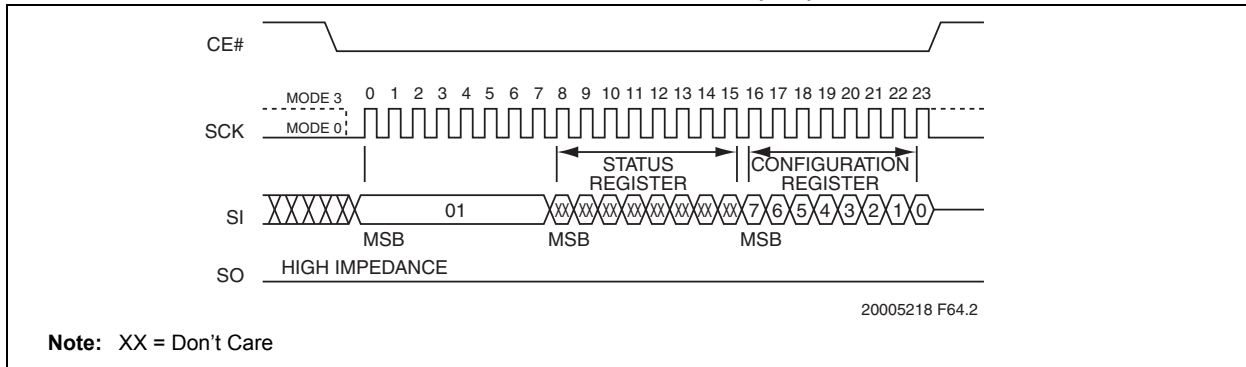 CE#
MODE 3 0 1 2 3 4 5 6 7 8 9 10 11 12 13 14 15 16 17 18 19 20 21 22 23
SCK MODE 0
STATUS REGISTER
CONFIGURATION REGISTER
SI 01 XX XX XX XX XX XX XX XX 7 6 5 4 3 2 1 0
MSB MSB MSB
SO HIGH IMPEDANCE
20005218 F64.2
Note: XX = Don't Care